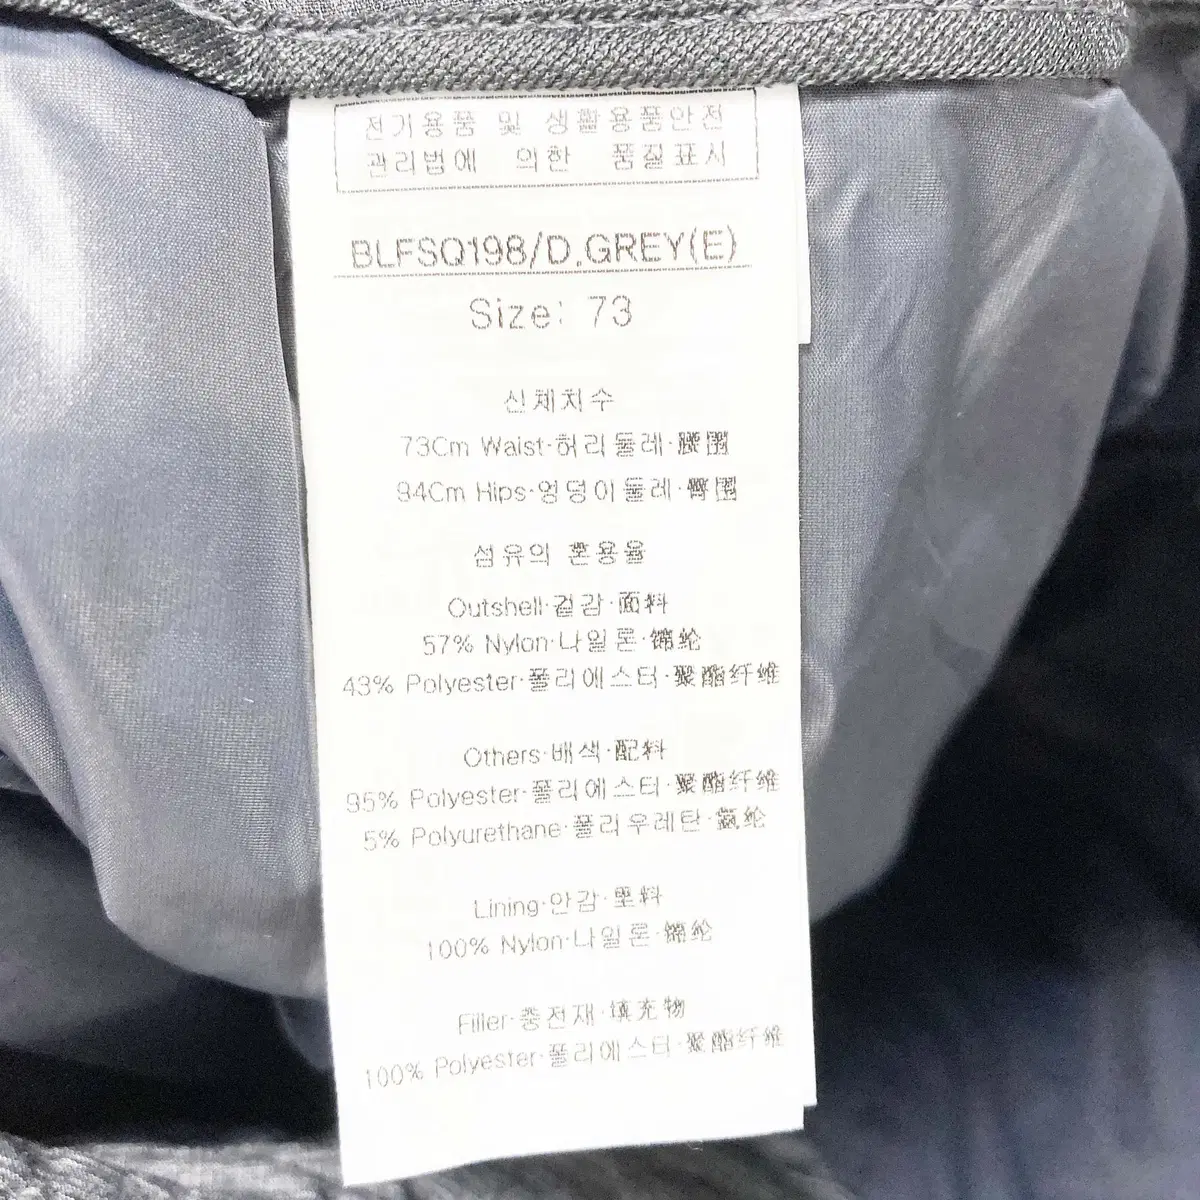 전기용품 및 생활용품안전
관리법에 의한 품질표시
BLFSQ198/D.GREY(E)
Size: 73
신체치수
73Cm Waist·허리둘레·腰围
94Cm Hips·엉덩이둘레·臀围
섬유의 혼용율
Outshell·겉감·面料
57% Nylon·나일론·锦纶
43% Polyester·폴리에스터·聚酯纤维
Others·배색·配料
95% Polyester·폴리에스터·聚酯纤维
5% Polyurethane·폴리우레탄·氨纶
Lining·안감·里料
100% Nylon·나일론·锦纶
Filler·충전재·填充物
100% Polyester·폴리에스터·聚酯纤维